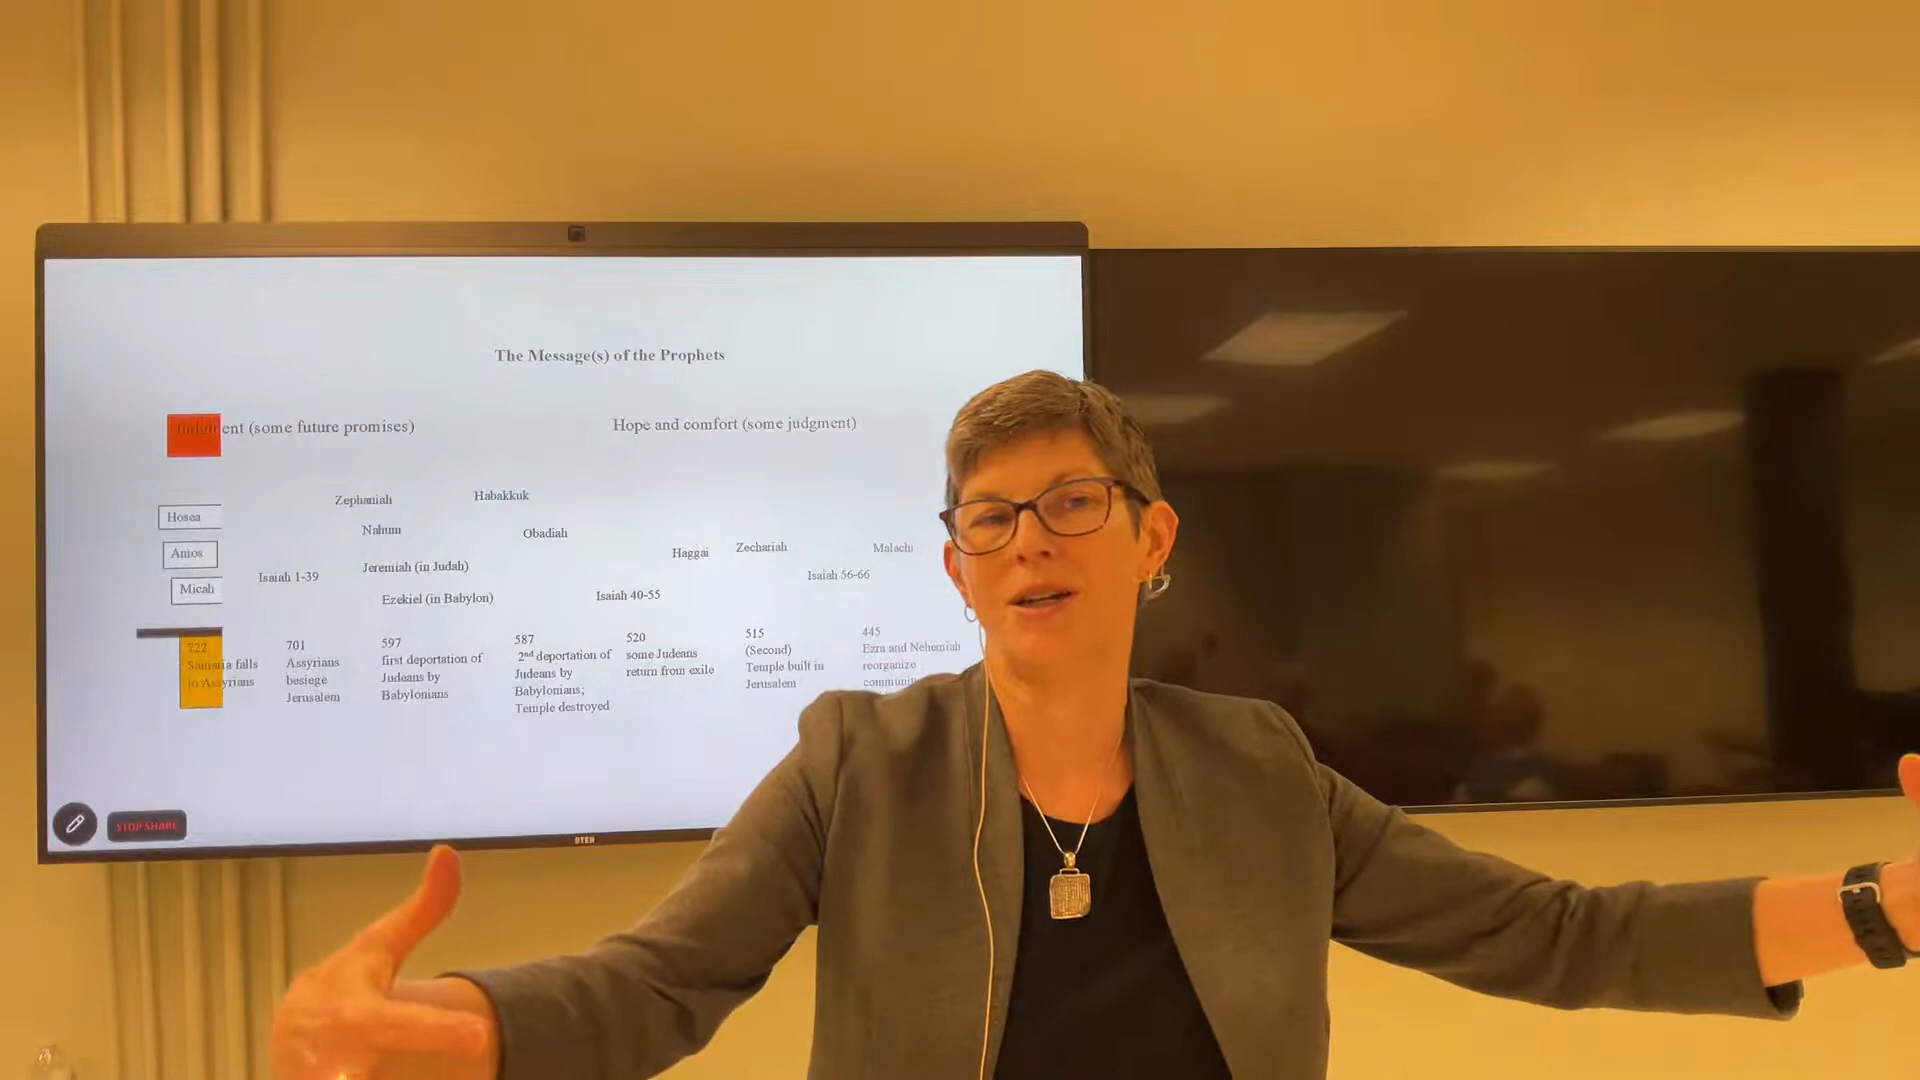 The Message(s) of the Prophets
Judgment (some future promises)
Hope and comfort (some judgment)
Zephaniah
Habakkuk
Hosea
Nahum
Obadiah
Amos
Haggai
Zechariah
Malachi
Jeremiah (in Judah)
Isaiah 1-39
Isaiah 56-66
Micah
Ezekiel (in Babylon)
Isaiah 40-55
722
Samaria falls
to Assyrians
701
Assyrians
besiege
Jerusalem
597
first deportation of
Judeans by
Babylonians
587
2nd deportation of
Judeans by
Babylonians;
Temple destroyed
520
some Judeans
return from exile
515
(Second)
Temple built in
Jerusalem
445
Ezra and Nehemiah
reorganize
STOP SHARE
DTEN